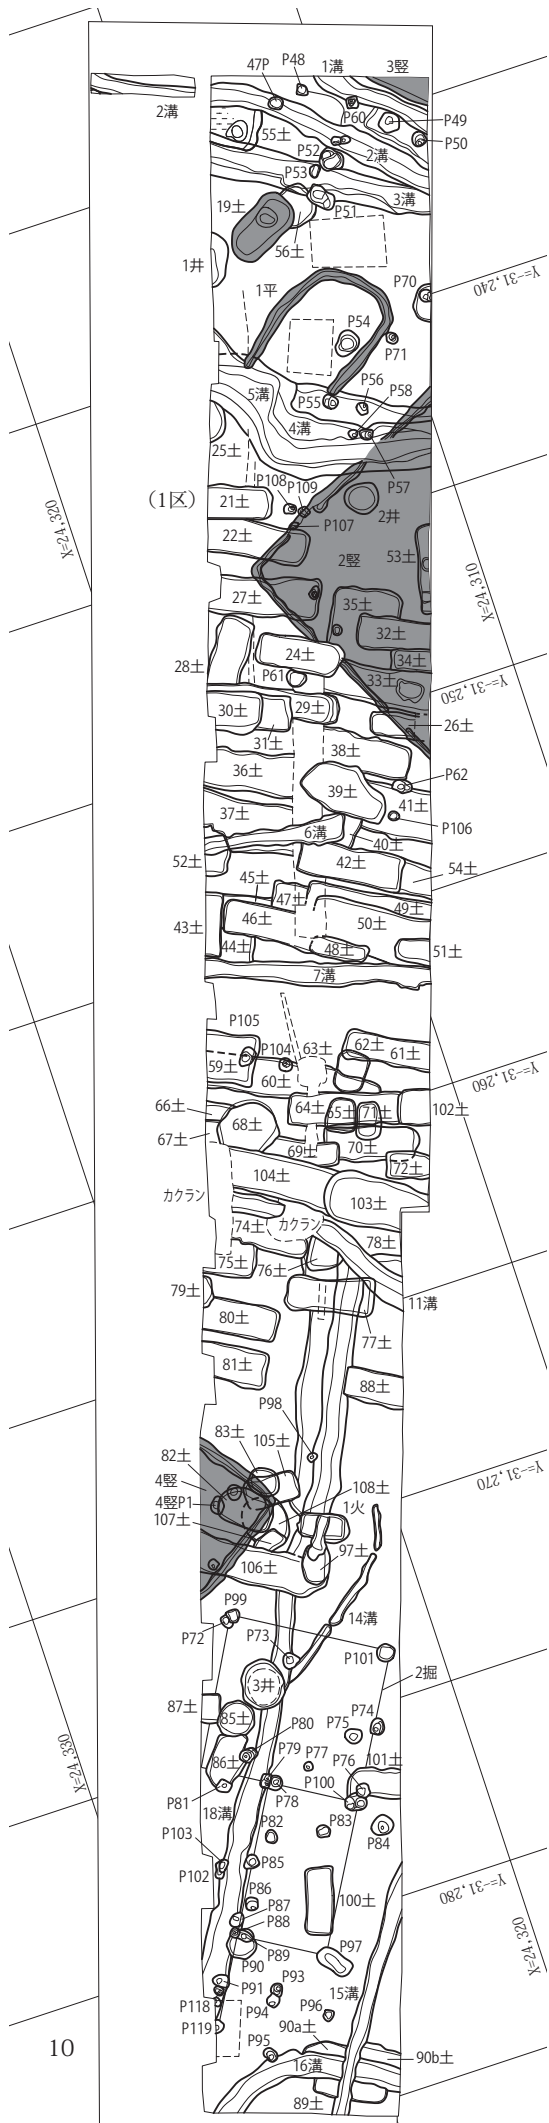 P48
1溝
3竪
47P
2溝
P60
P49
55土
P50
P52
2溝
P53
3溝
19土
P51
56土
1井
Y=-31,240
1平
P70
P54
P71
5溝
P55
P56
P58
4溝
25土
P57
X=24,320
(1区)
P108
P109
21土
2井
P107
22土
2竪
53土
X=24,310
27土
35土
32土
24土
34土
28土
P61
33土
Y=-31,250
30土
29土
26土
31土
38土
36土
P62
39土
41土
37土
P106
6溝
40土
52土
42土
54土
45土
47土
49土
43土
46土
50土
44土
48土
51土
7溝
P105
P104
63土
62土
61土
59土
60土
Y=-31,260
66土
64土
65土
71土
102土
67土
68土
69土
70土
72土
104土
カクラン
103土
74土
カクラン
78土
75土
76土
79土
11溝
80土
77土
81土
88土
P98
83土
105土
82土
Y=-31,270
4竪
108土
4竪P1
1火
107土
97土
106土
P99
14溝
P72
P73
P101
2掘
3井
87土
P74
85土
P80
P75
X=24,330
86土
P79
P77
P76
101土
P81
P78
P100
18溝
P82
P83
P84
P103
P85
P102
Y=-31,280
P86
100土
X=24,320
P87
P88
P89
P97
P90
P91
P93
15溝
P118
P94
P96
P119
90a土
10
P95
90b土
16溝
89土